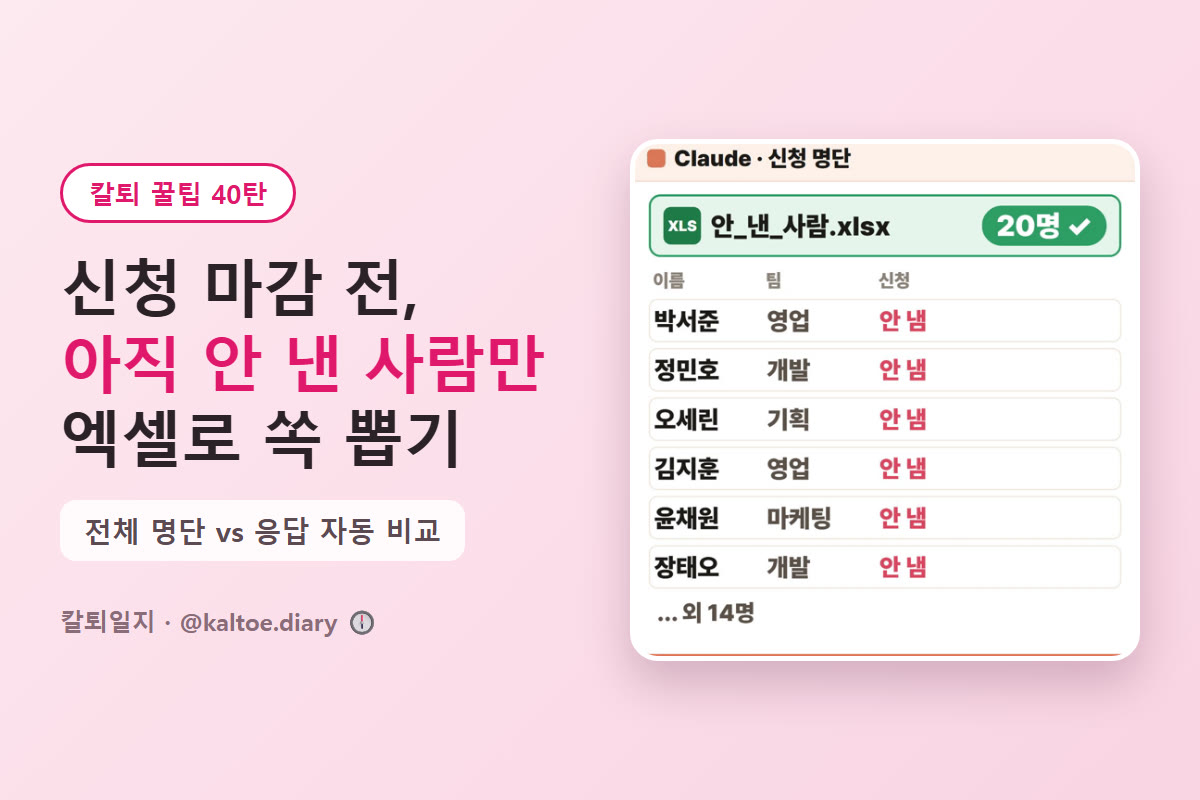 칼퇴 꿀팁 40탄
신청 마감 전,
아직 안 낸 사람만
엑셀로 쏙 뽑기
전체 명단 vs 응답 자동 비교
칼퇴일지 · @kaltoe.diary
Claude · 신청 명단
XLS 안_낸_사람.xlsx 20명 ✓
이름 팀 신청
박서준 영업 안 냄
정민호 개발 안 냄
오세린 기획 안 냄
김지훈 영업 안 냄
윤채원 마케팅 안 냄
장태오 개발 안 냄
... 외 14명